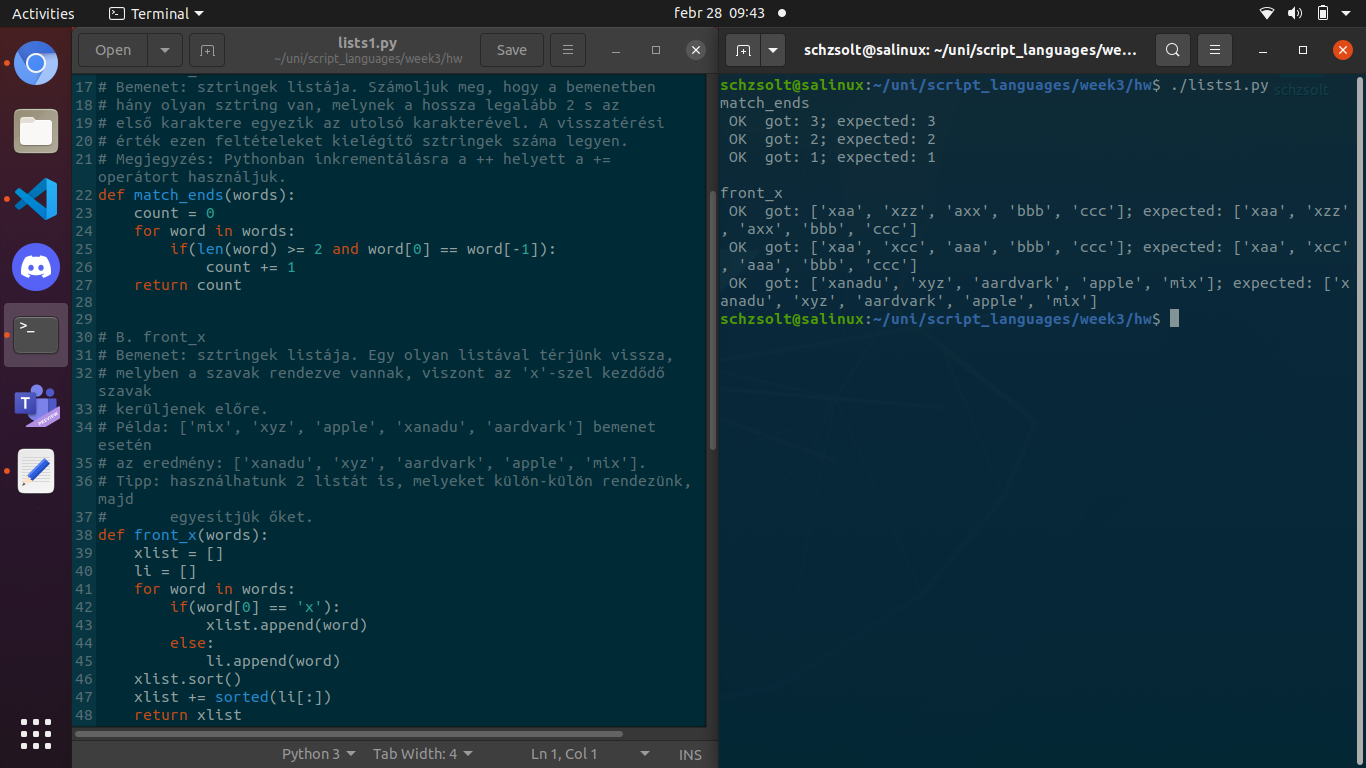 Activities
Terminal
febr 28 09:43
Open
lists1.py
~/uni/script_languages/week3/hw
Save
17 # Bemenet: sztringek listája. Számoljuk meg, hogy a bemenetben
18 # hány olyan sztring van, melynek a hossza legalább 2 s az
19 # első karaktere egyezik az utolsó karakterével. A visszatérési
20 # érték ezen feltételeket kielégítő sztringek száma legyen.
21 # Megjegyzés: Pythonban inkrementálásra a ++ helyett a +=
operátort használjuk.
22 def match_ends(words):
23     count = 0
24     for word in words:
25         if(len(word) >= 2 and word[0] == word[-1]):
26             count += 1
27     return count
28
29
30 # B. front_x
31 # Bemenet: sztringek listája. Egy olyan listával térjünk vissza,
32 # melyben a szavak rendezve vannak, viszont az 'x'-szel kezdődő
szavak
33 # kerüljenek előre.
34 # Példa: ['mix', 'xyz', 'apple', 'xanadu', 'aardvark'] bemenet
esetén
35 # az eredmény: ['xanadu', 'xyz', 'aardvark', 'apple', 'mix'].
36 # Tipp: használhatunk 2 listát is, melyeket külön-külön rendezünk,
majd
37 #       egyesítjük őket.
38 def front_x(words):
39     xlist = []
40     li = []
41     for word in words:
42         if(word[0] == 'x'):
43             xlist.append(word)
44         else:
45             li.append(word)
46     xlist.sort()
47     xlist += sorted(li[:])
48     return xlist
Python 3
Tab Width: 4
Ln 1, Col 1
INS
schzsolt@salinux: ~/uni/script_languages/we...
schzsolt@salinux:~/uni/script_languages/week3/hw$ ./lists1.py
schzsolt
match_ends
 OK  got: 3; expected: 3
 OK  got: 2; expected: 2
 OK  got: 1; expected: 1
front_x
 OK  got: ['xaa', 'xzz', 'axx', 'bbb', 'ccc']; expected: ['xaa', 'xzz'
, 'axx', 'bbb', 'ccc']
 OK  got: ['xaa', 'xcc', 'aaa', 'bbb', 'ccc']; expected: ['xaa', 'xcc'
, 'aaa', 'bbb', 'ccc']
 OK  got: ['xanadu', 'xyz', 'aardvark', 'apple', 'mix']; expected: ['x
anadu', 'xyz', 'aardvark', 'apple', 'mix']
schzsolt@salinux:~/uni/script_languages/week3/hw$
>_
T
PREVIEW